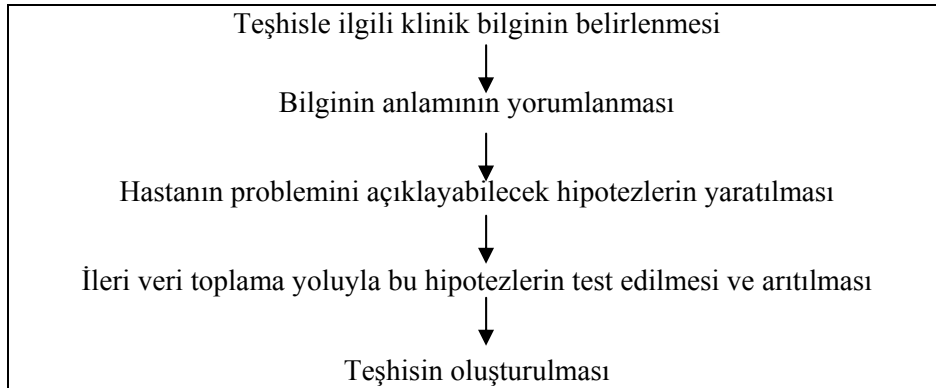 Teşhisle ilgili klinik bilginin belirlenmesi
Bilginin anlamının yorumlanması
Hastanın problemini açıklayabilecek hipotezlerin yaratılması
İleri veri toplama yoluyla bu hipotezlerin test edilmesi ve arıtılması
Teşhisin oluşturulması